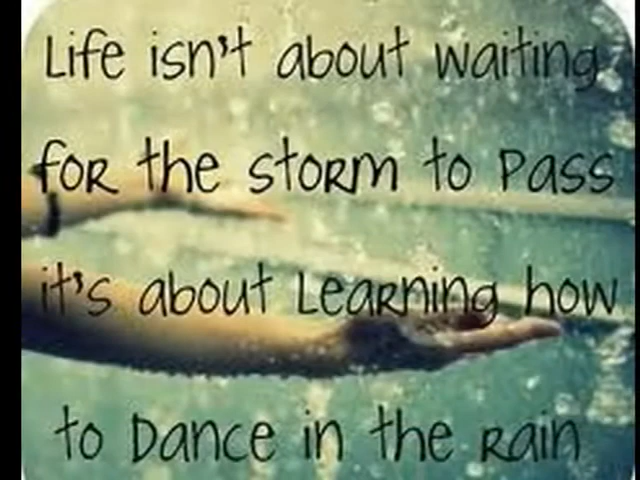 Life isn't about waiting
foR the stoRm to Pass
it's about LeaRning how
to Dance in the Rain